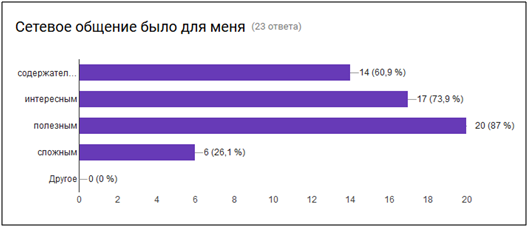 Сетевое общение было для меня (23 ответа)
содержател... 14 (60,9 %)
интересным 17 (73,9 %)
полезным 20 (87 %)
сложным 6 (26,1 %)
Другое 0 (0 %)
0 2 4 6 8 10 12 14 16 18 20